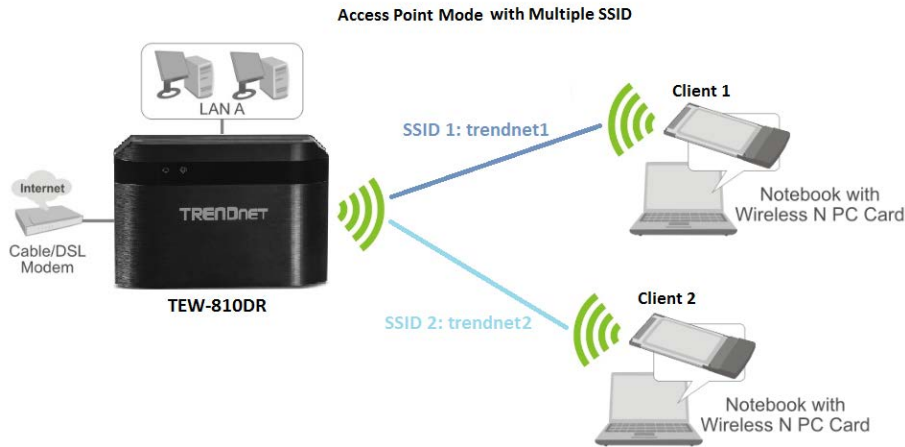 Access Point Mode with Multiple SSID
LAN A
Internet
Cable/DSL
Modem
TRENDNET
TEW-810DR
SSID 1: trendnet1
SSID 2: trendnet2
Client 1
Notebook with
Wireless N PC Card
Client 2
Notebook with
Wireless N PC Card